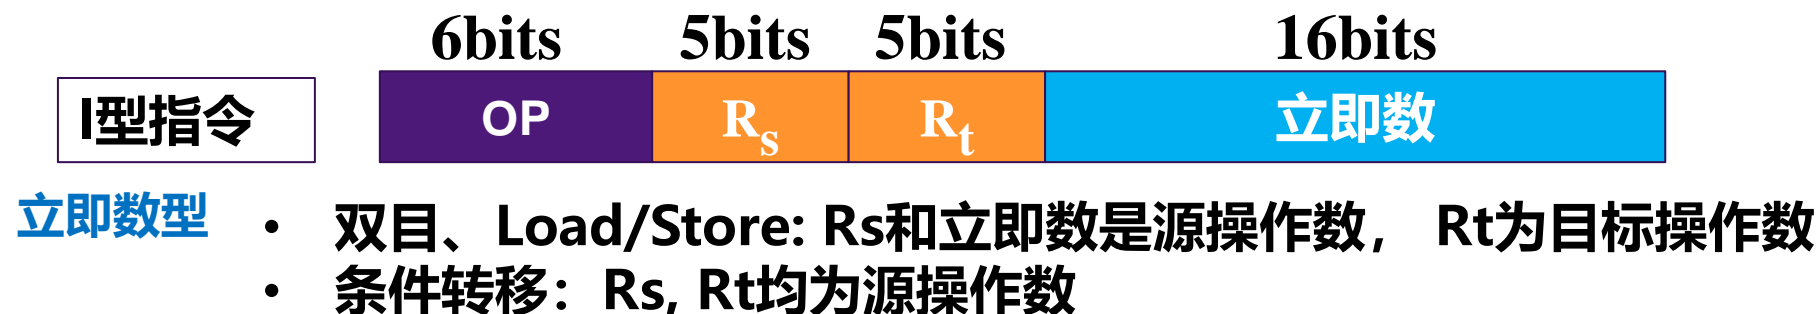 6bits 5bits 5bits 16bits
I型指令 OP Rs Rt 立即数
立即数型 • 双目、Load/Store: Rs和立即数是源操作数， Rt为目标操作数
• 条件转移：Rs, Rt均为源操作数